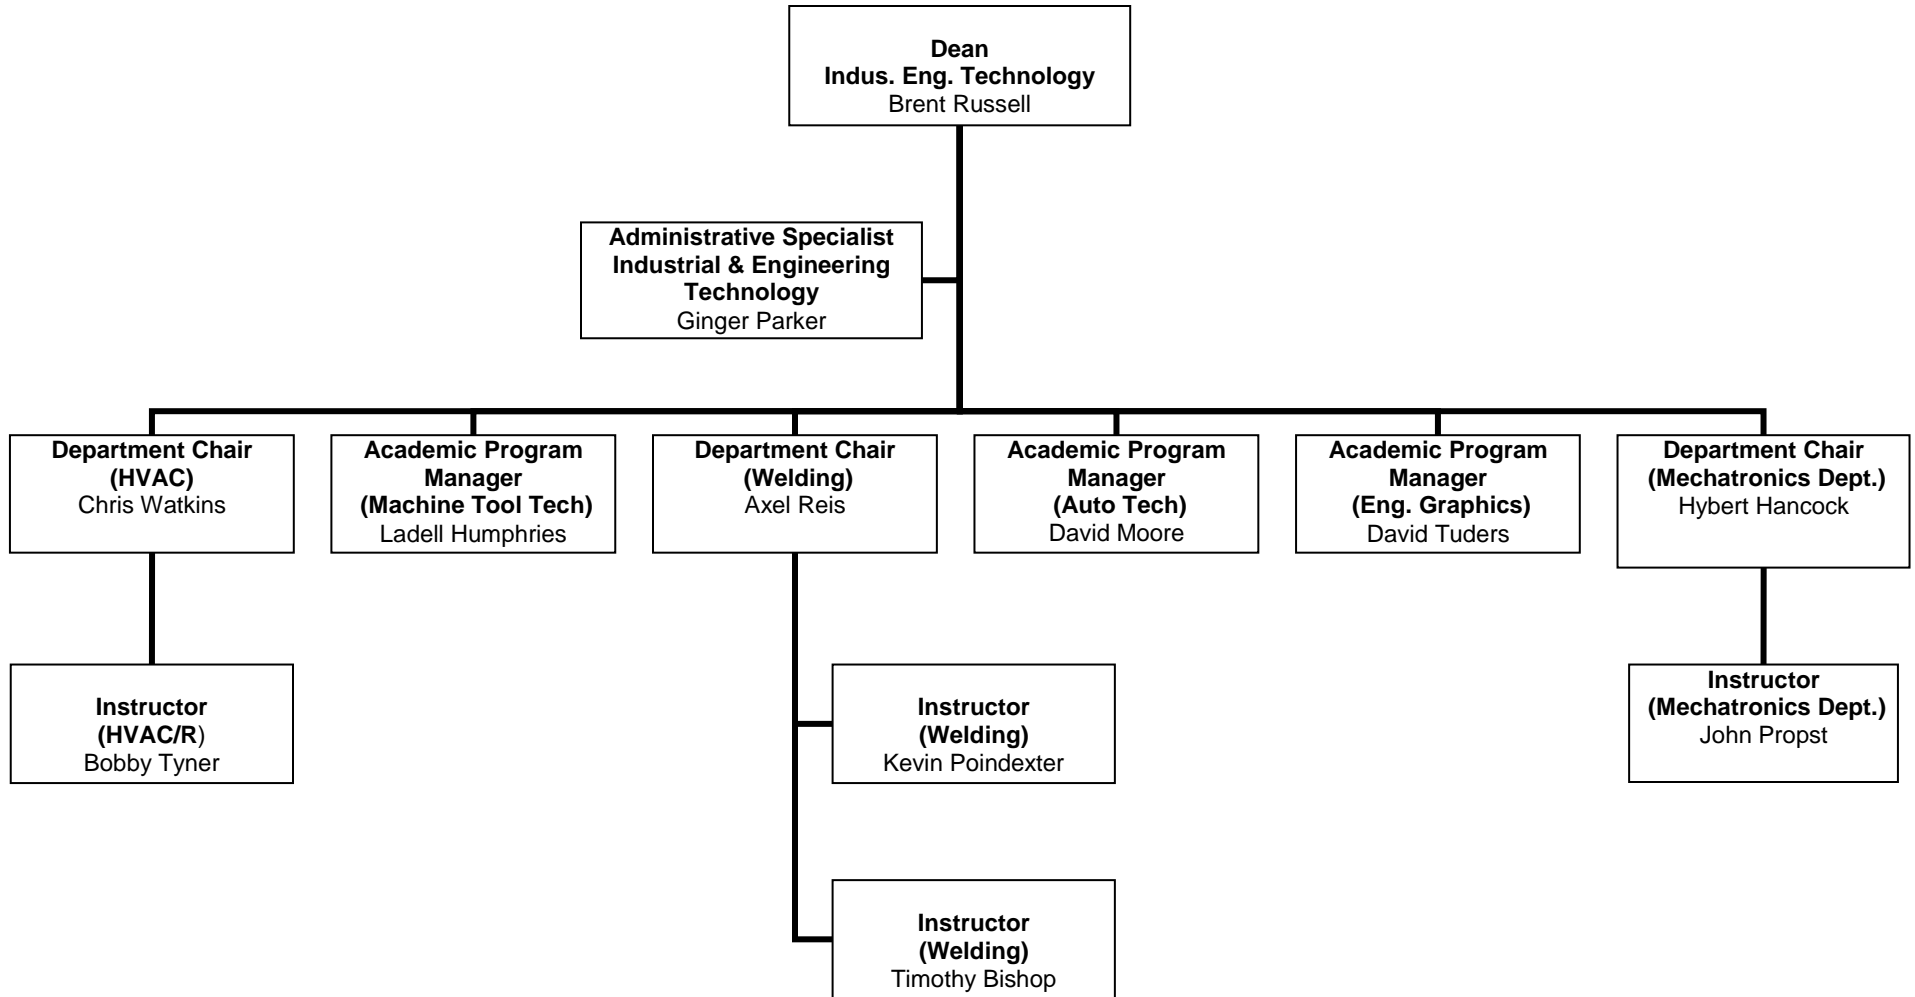 Dean
Indus. Eng. Technology
Brent Russell
Administrative Specialist
Industrial & Engineering
Technology
Ginger Parker
Department Chair
(HVAC)
Chris Watkins
Academic Program
Manager
(Machine Tool Tech)
Ladell Humphries
Department Chair
(Welding)
Axel Reis
Academic Program
Manager
(Auto Tech)
David Moore
Academic Program
Manager
(Eng. Graphics)
David Tuders
Department Chair
(Mechatronics Dept.)
Hybert Hancock
Instructor
(HVAC/R)
Bobby Tyner
Instructor
(Welding)
Kevin Poindexter
Instructor
(Mechatronics Dept.)
John Propst
Instructor
(Welding)
Timothy Bishop